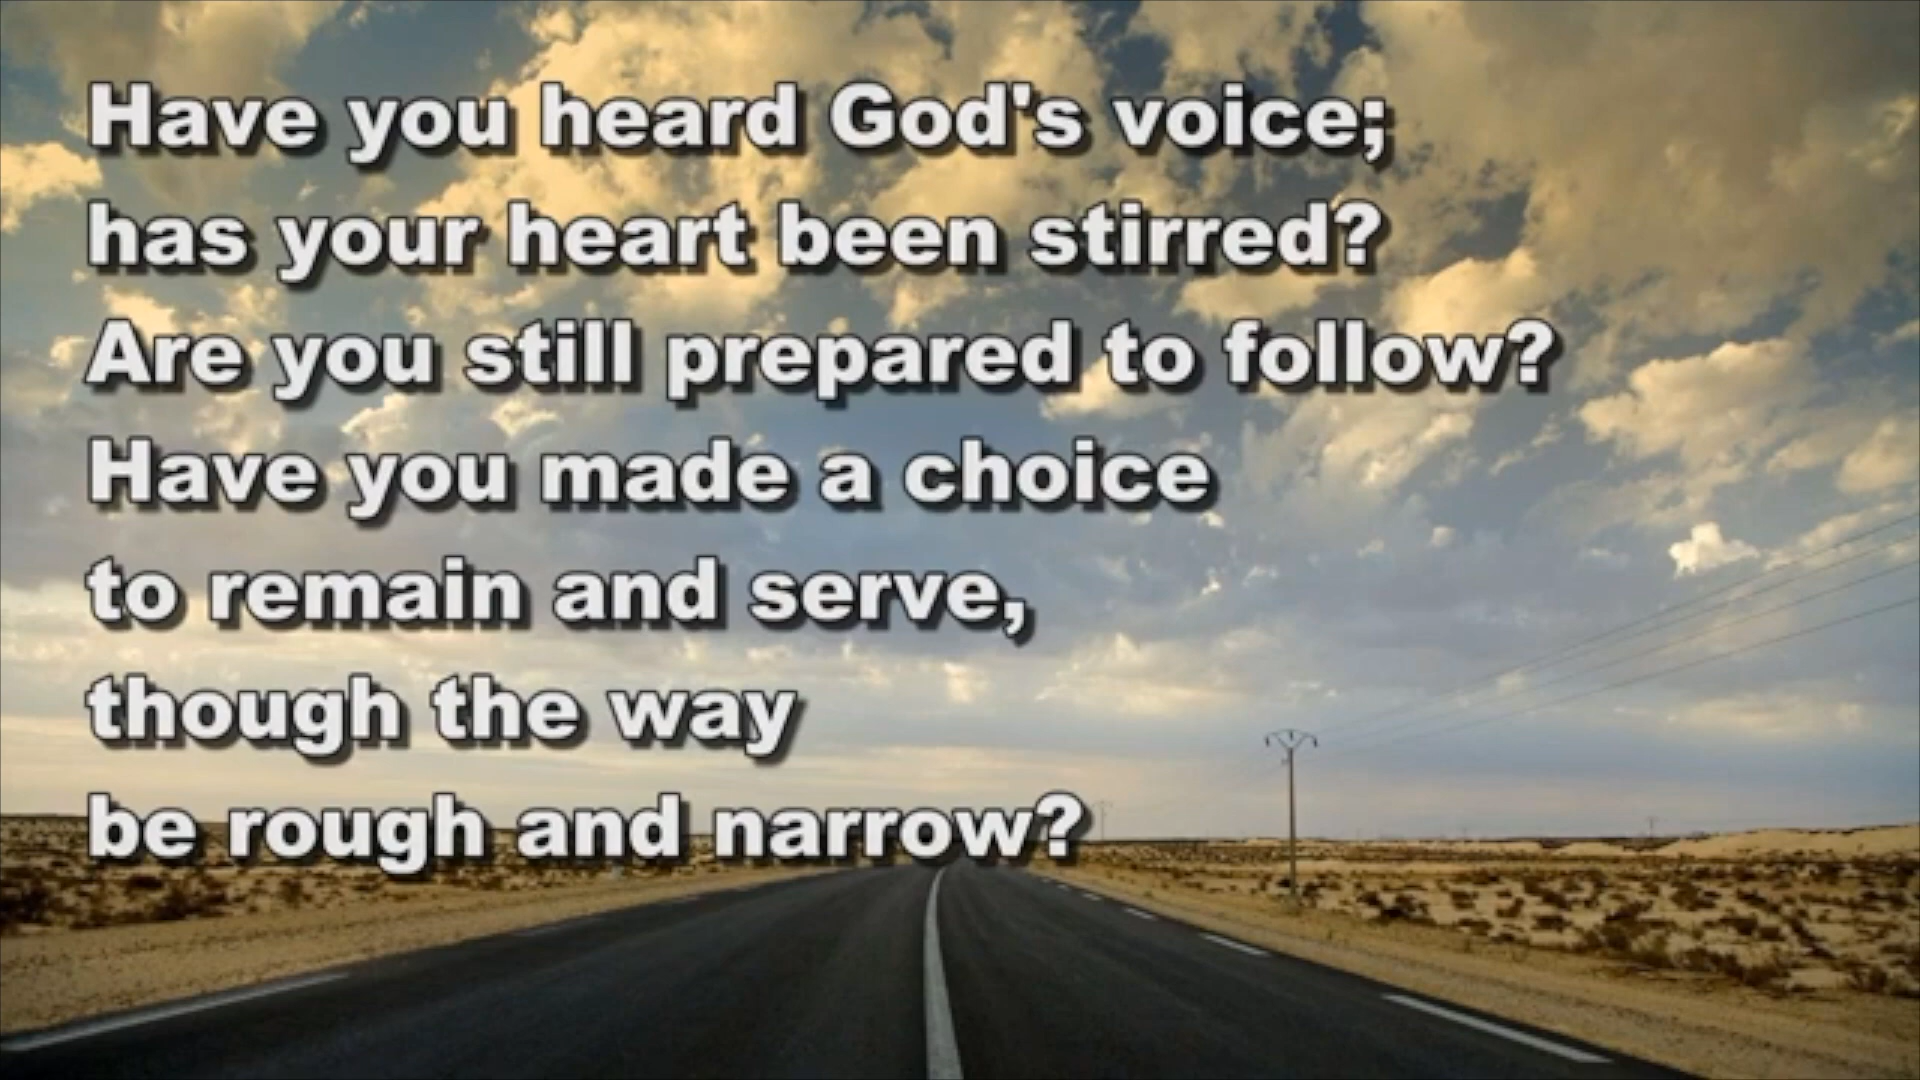 Have you heard God's voice;
has your heart been stirred?
Are you still prepared to follow?
Have you made a choice
to remain and serve,
though the way
be rough and narrow?